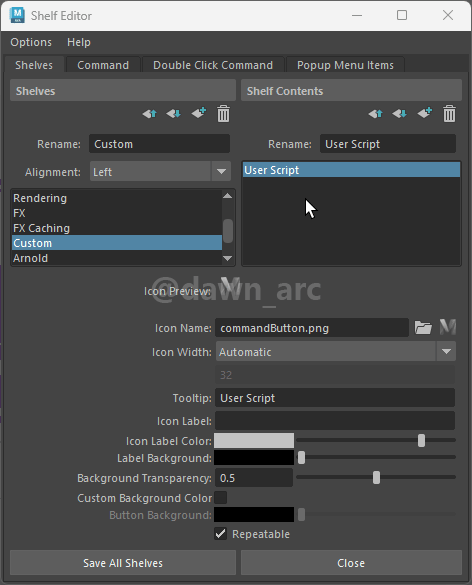 Shelf Editor
Options Help
Shelves Command Double Click Command Popup Menu Items
Shelves Shelf Contents
Rename: Custom Rename: User Script
Alignment: Left User Script
Rendering
FX
FX Caching
Custom
Arnold
@dawn_arc
Icon Preview:
Icon Name: commandButton.png
Icon Width: Automatic
32
Tooltip: User Script
Icon Label:
Icon Label Color:
Label Background:
Background Transparency: 0.5
Custom Background Color
Button Background:
Repeatable
Save All Shelves Close